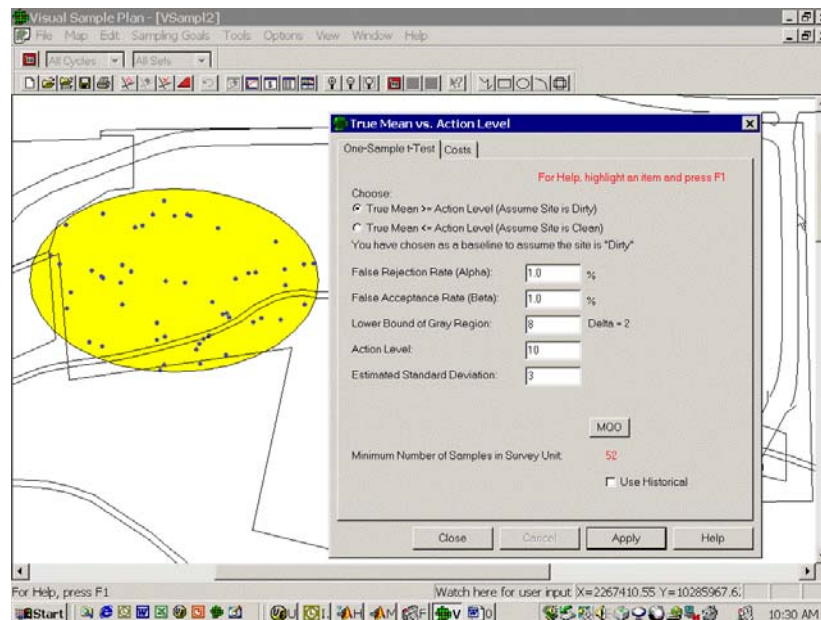 Visual Sample Plan - [VSampl2]
File Map Edit Sampling Goals Tools Options View Window Help
All Cycles All Sets
True Mean vs. Action Level
One-Sample t-Test Costs
For Help, highlight an item and press F1
Choose:
True Mean >= Action Level (Assume Site is Dirty)
True Mean <= Action Level (Assume Site is Clean)
You have chosen as a baseline to assume the site is "Dirty"
False Rejection Rate (Alpha): 1.0 %
False Acceptance Rate (Beta): 1.0 %
Lower Bound of Gray Region: 8 Delta = 2
Action Level: 10
Estimated Standard Deviation: 3
MQO
Minimum Number of Samples in Survey Unit: 52
Use Historical
Close Cancel Apply Help
For Help, press F1 Watch here for user input X=2267410.55 Y=10285967.6
Start 10:30 AM